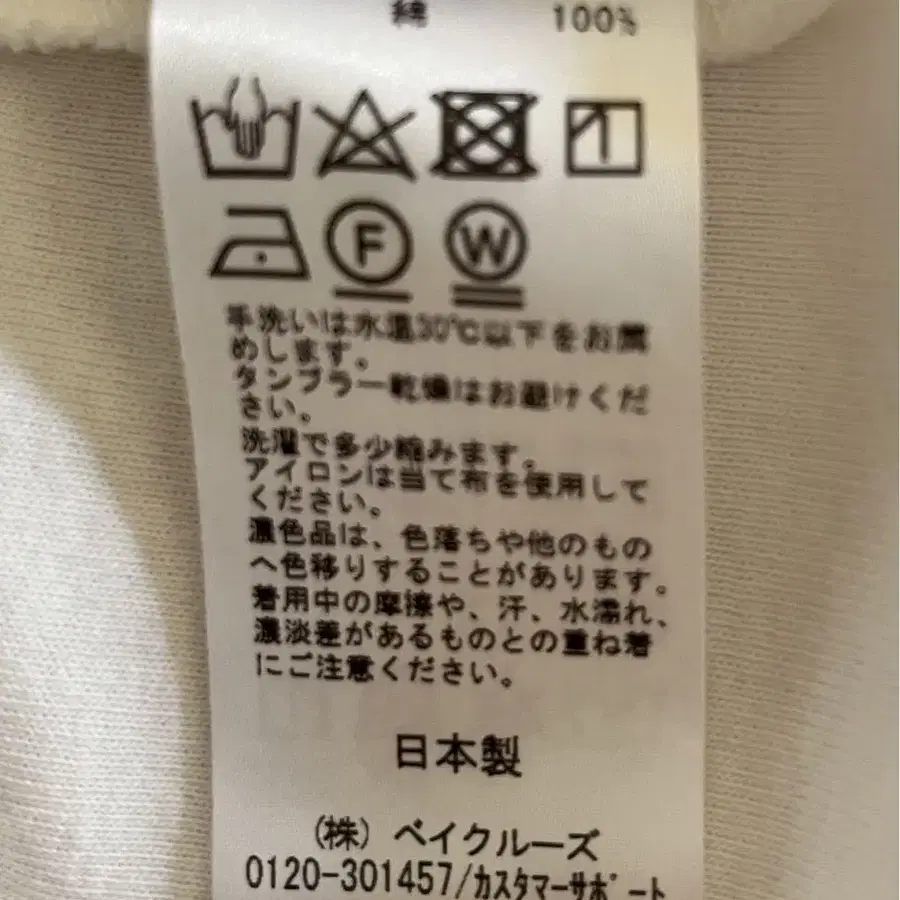 綿 100%
F W
手洗いは水温30℃以下をお薦
めします。
タンブラー乾燥はお避けくだ
さい。
洗濯で多少縮みます。
アイロンは当て布を使用して
ください。
濃色品は、色落ちや他のもの
へ色移りすることがあります。
着用中の摩擦や、汗、水濡れ、
濃淡差があるものとの重ね着
にご注意ください。
日本製
(株) ベイクルーズ
0120-301457/カスタマーサポート